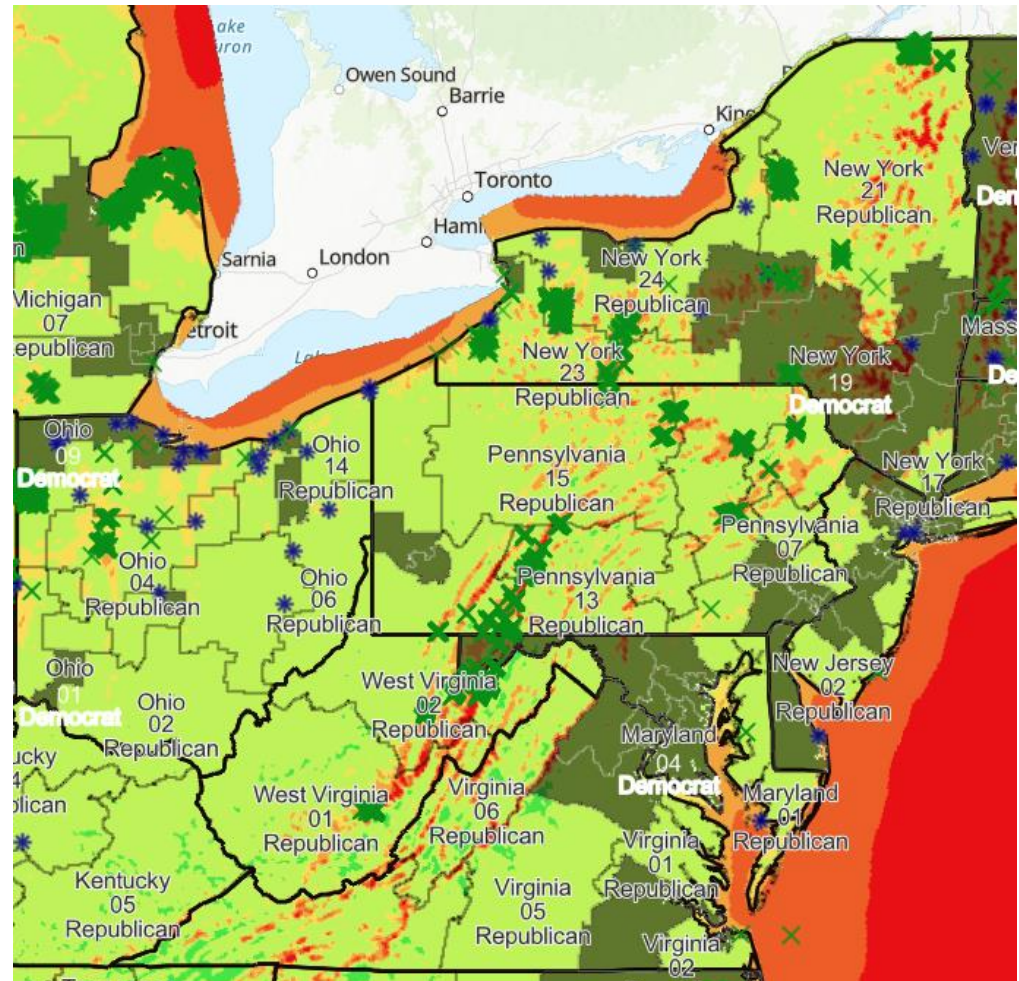 Lake
Huron
Owen Sound
Barrie
Toronto
London
Sarnia
Michigan
07
New York
21
Republican
New York
24
Republican
New York
23
Republican
New York
19
Democrat
New York
17
Republican
Ohio
09
Democrat
Ohio
14
Republican
Ohio
04
Republican
Ohio
06
Republican
Ohio
01
Democrat
Ohio
02
Republican
Pennsylvania
15
Republican
Pennsylvania
07
Republican
Pennsylvania
13
Republican
New Jersey
02
Republican
West Virginia
02
Republican
West Virginia
01
Republican
Maryland
04
Democrat
Maryland
01
Republican
Virginia
06
Republican
Virginia
01
Republican
Virginia
05
Republican
Virginia
02
Kentucky
05
Republican